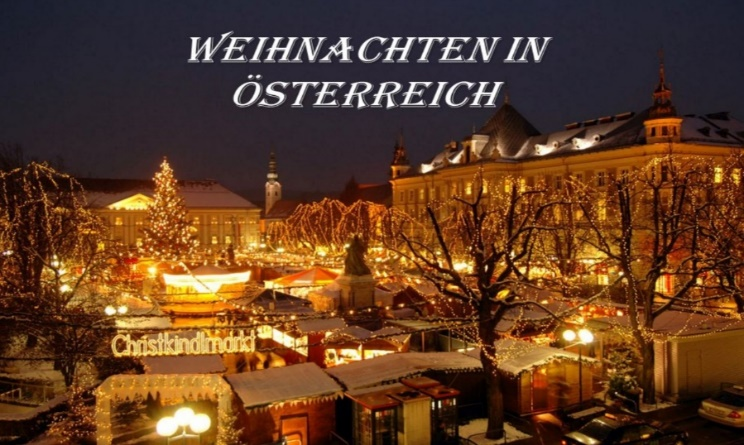 WEIHNACHTEN IN
ÖSTERREICH
Christkindlmarkt